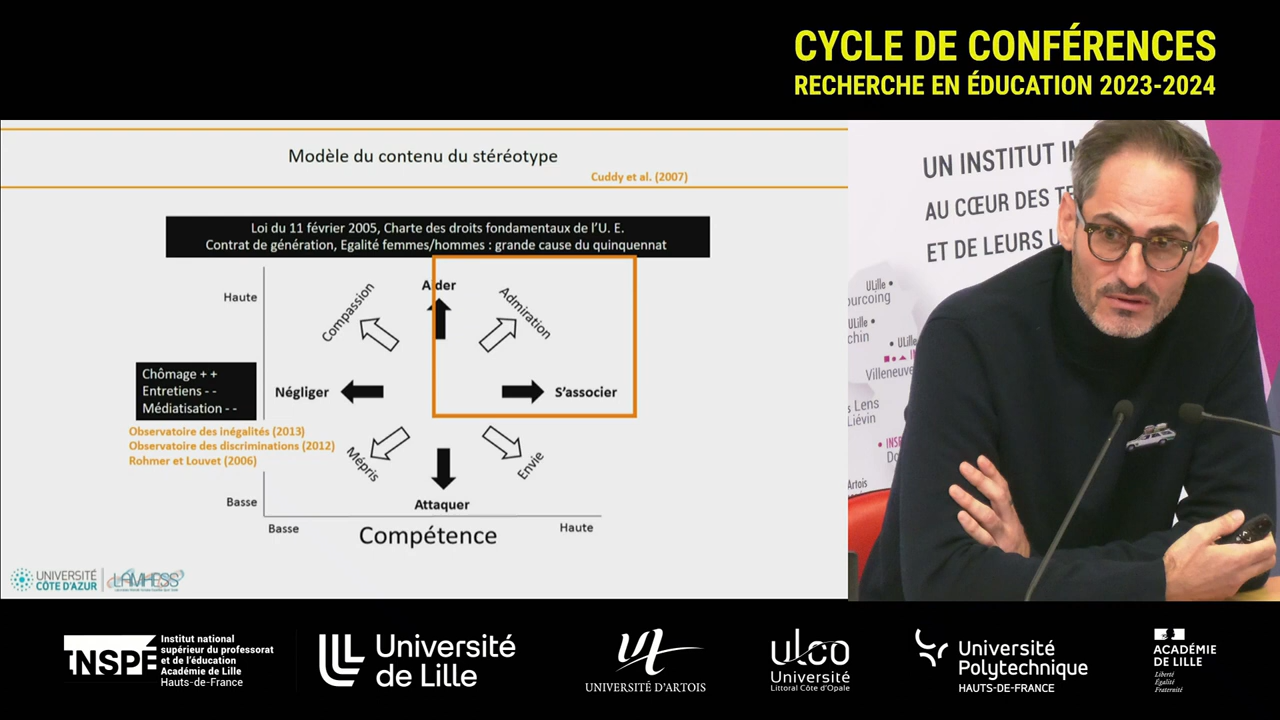 CYCLE DE CONFÉRENCES
RECHERCHE EN ÉDUCATION 2023-2024
Modèle du contenu du stéréotype
Cuddy et al. (2007)
Loi du 11 février 2005, Charte des droits fondamentaux de l'U. E.
Contrat de génération, Egalité femmes/hommes : grande cause du quinquennat
Haute
Compassion
Aider
Admiration
Chômage + +
Entretiens - -
Médiatisation - -
Négliger
S'associer
Observatoire des inégalités (2013)
Observatoire des discriminations (2012)
Rohmer et Louvet (2006)
Mépris
Envie
Basse
Attaquer
Basse
Compétence
Haute
UNIVERSITÉ
CÔTE D'AZUR
LAMHESS
UN INSTITUT
AU CŒUR DES
ET DE LEURS
ULille
ourcoing
ULille
chin
ULille
Villeneuve
s Lens
Liévin
INSP
Artois
INSPÉ
Institut national
supérieur du professorat
et de l'éducation
Académie de Lille
Hauts-de-France
Université
de Lille
UNIVERSITÉ D'ARTOIS
ulco
Université
Littoral Côte d'Opale
Université
Polytechnique
HAUTS-DE-FRANCE
ACADÉMIE
DE LILLE
Liberté
Égalité
Fraternité